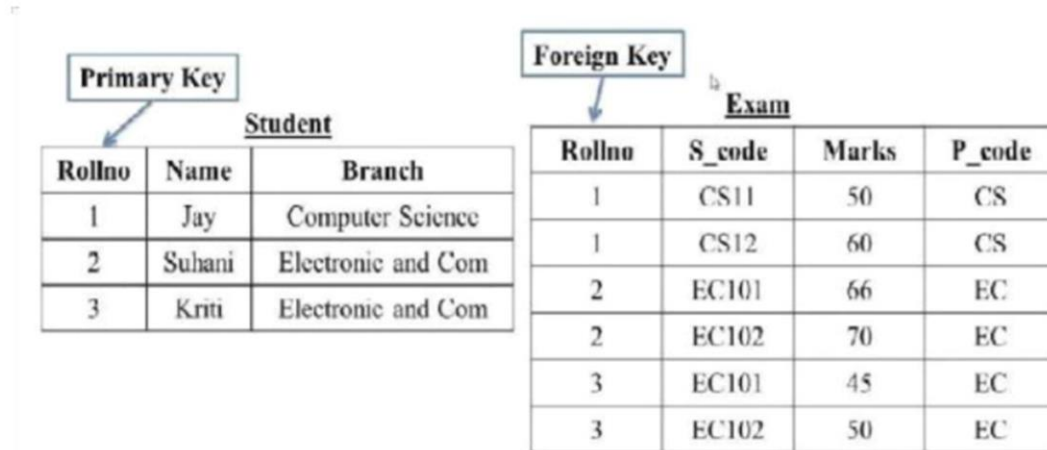 Primary Key
Student
Rollno Name Branch
1 Jay Computer Science
2 Suhani Electronic and Com
3 Kriti Electronic and Com
Foreign Key
Exam
Rollno S_code Marks P_code
1 CS11 50 CS
1 CS12 60 CS
2 EC101 66 EC
2 EC102 70 EC
3 EC101 45 EC
3 EC102 50 EC